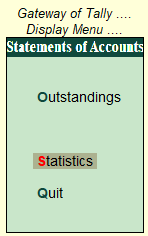 Gateway of Tally ....
Display Menu ....
Statements of Accounts
Outstandings
Statistics
Quit